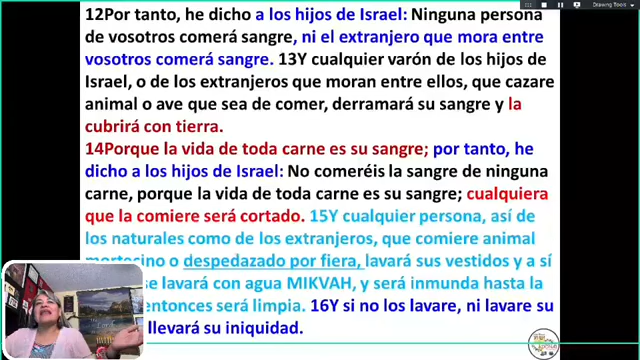 12Por tanto, he dicho a los hijos de Israel: Ninguna persona
de vosotros comerá sangre, ni el extranjero que mora entre
vosotros comerá sangre. 13Y cualquier varón de los hijos de
Israel, o de los extranjeros que moran entre ellos, que cazare
animal o ave que sea de comer, derramará su sangre y la
cubrirá con tierra.
14Porque la vida de toda carne es su sangre; por tanto, he
dicho a los hijos de Israel: No comeréis la sangre de ninguna
carne, porque la vida de toda carne es su sangre; cualquiera
que la comiere será cortado. 15Y cualquier persona, así de
los naturales como de los extranjeros, que comiere animal
mortecino o despedazado por fiera, lavará sus vestidos y a sí
se lavará con agua MIKVAH, y será inmunda hasta la
entonces será limpia. 16Y si no los lavare, ni lavare su
llevará su iniquidad.
Drawing Tools